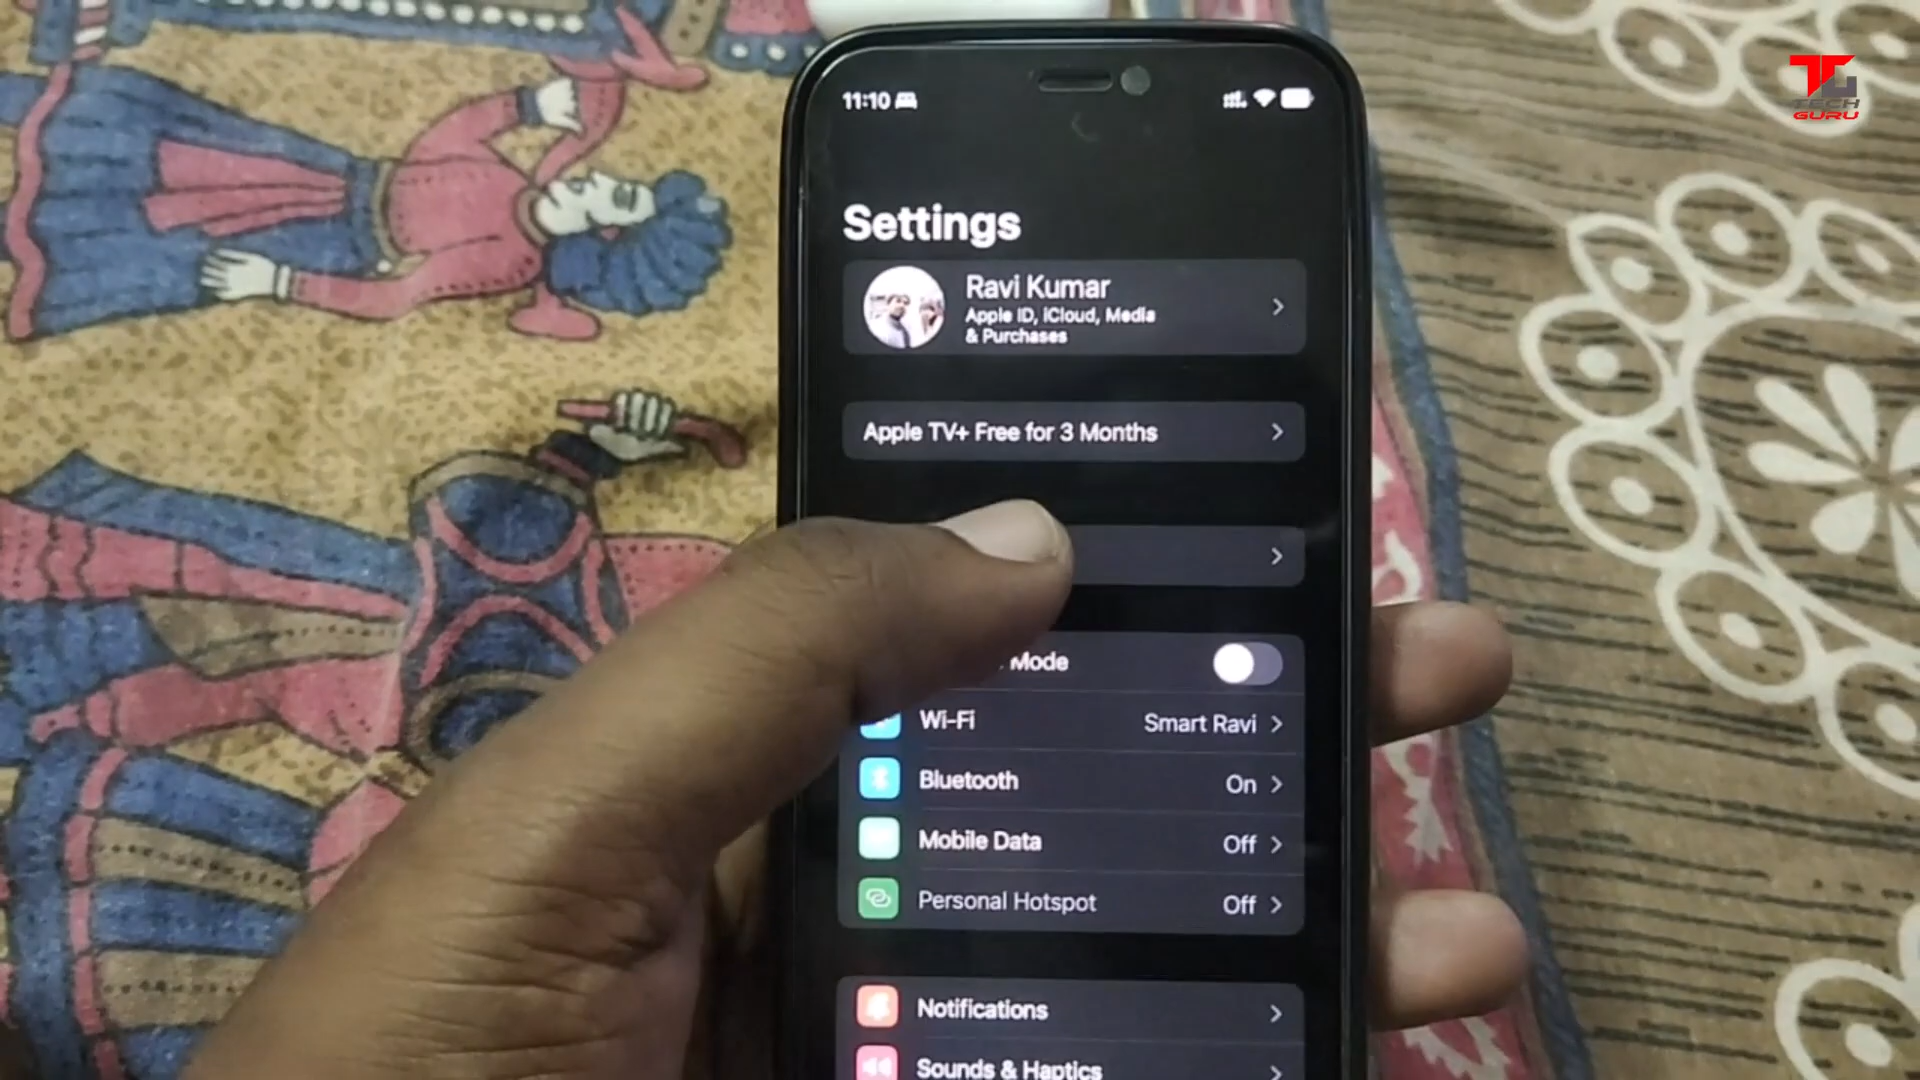 11:10
TECH
GURU
Settings
Ravi Kumar
Apple ID, iCloud, Media
& Purchases
Apple TV+ Free for 3 Months
Mode
Wi-Fi Smart Ravi
Bluetooth On
Mobile Data Off
Personal Hotspot Off
Notifications
Sounds & Haptics